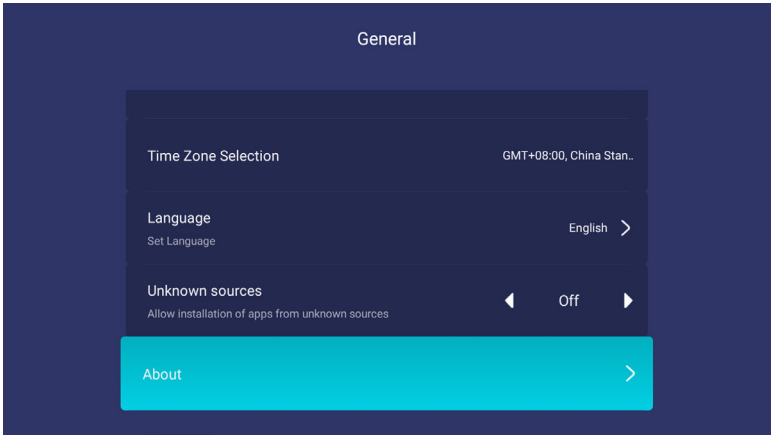 General
Time Zone Selection
GMT+08:00, China Stan..
Language
Set Language
English
Unknown sources
Allow installation of apps from unknown sources
Off
About